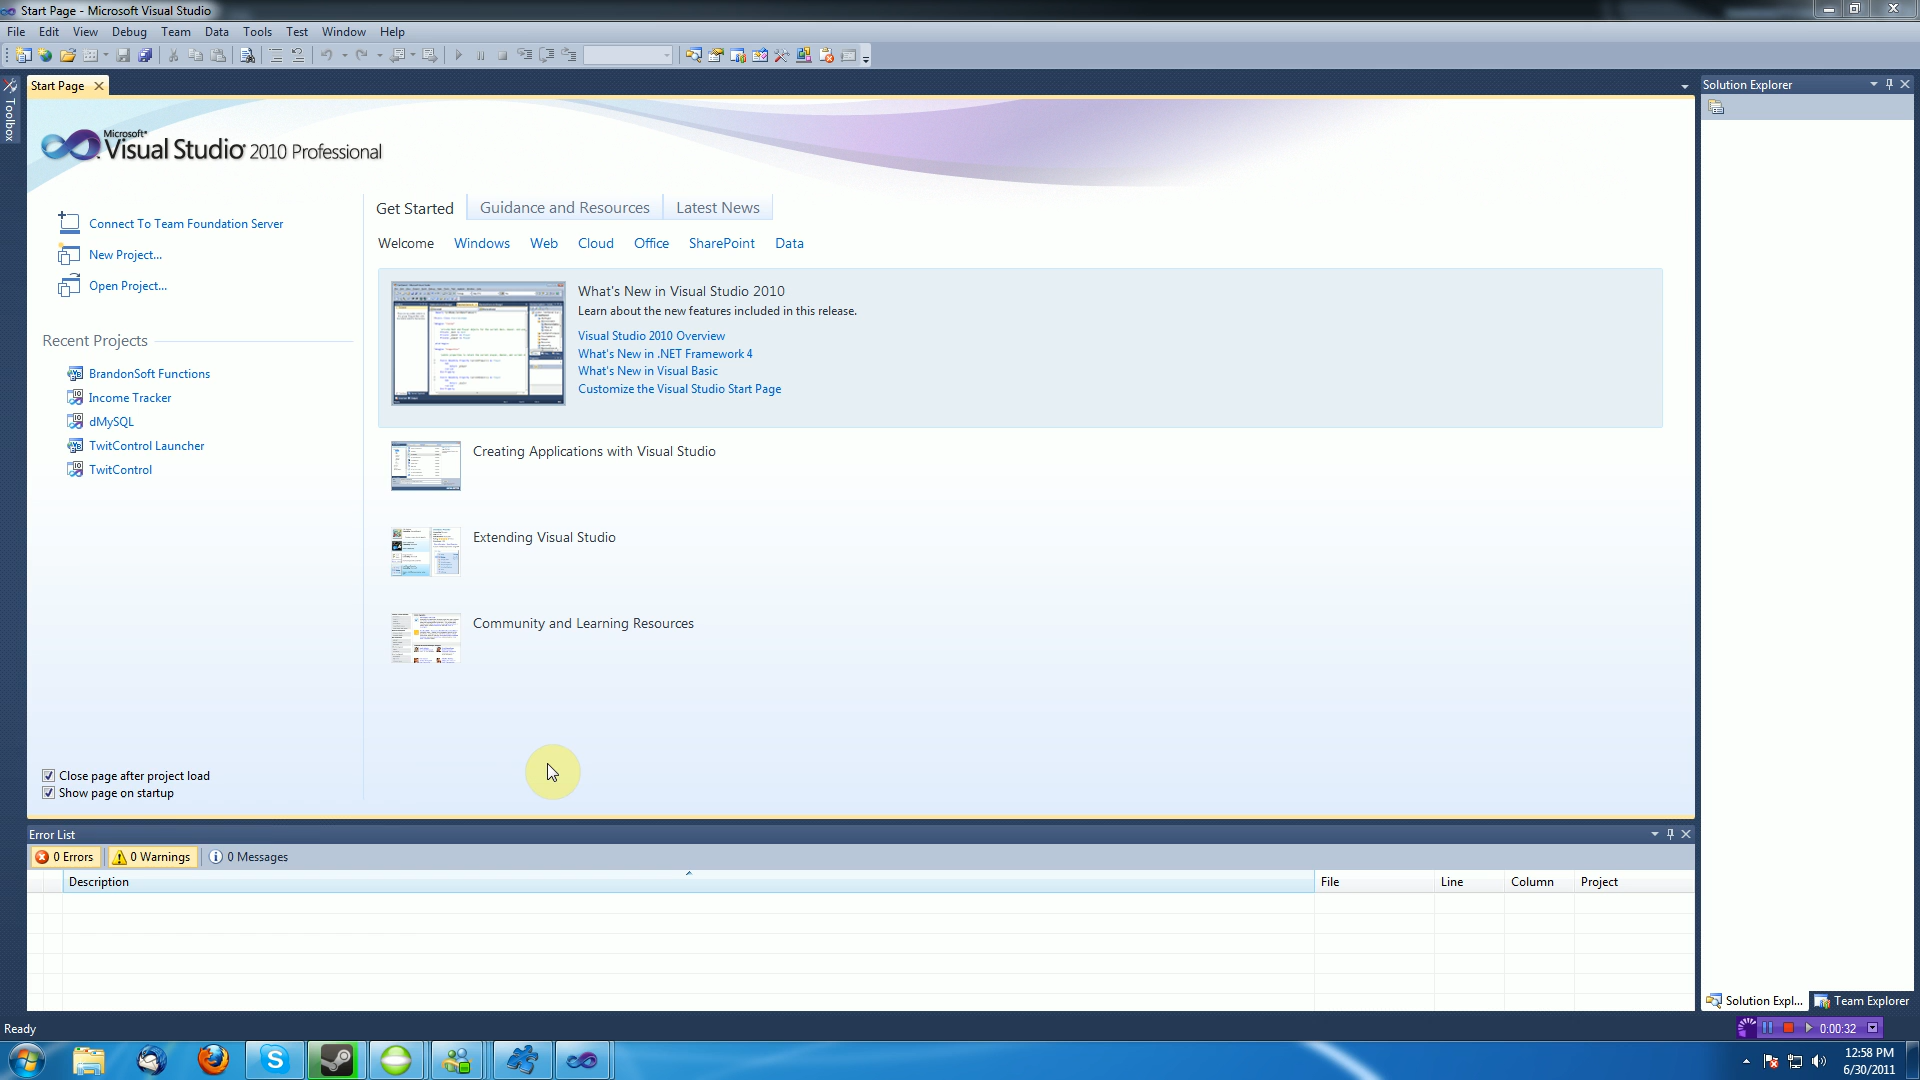 Start Page - Microsoft Visual Studio
File Edit View Debug Team Data Tools Test Window Help
Toolbox
Start Page
Solution Explorer
Microsoft®
Visual Studio® 2010 Professional
Connect To Team Foundation Server
New Project...
Open Project...
Recent Projects
BrandonSoft Functions
Income Tracker
dMySQL
TwitControl Launcher
TwitControl
Close page after project load
Show page on startup
Get Started Guidance and Resources Latest News
Welcome Windows Web Cloud Office SharePoint Data
What's New in Visual Studio 2010
Learn about the new features included in this release.
Visual Studio 2010 Overview
What's New in .NET Framework 4
What's New in Visual Basic
Customize the Visual Studio Start Page
Creating Applications with Visual Studio
Extending Visual Studio
Community and Learning Resources
Error List
0 Errors 0 Warnings 0 Messages
Description File Line Column Project
Solution Expl... Team Explorer
Ready
0:00:32
12:58 PM
6/30/2011